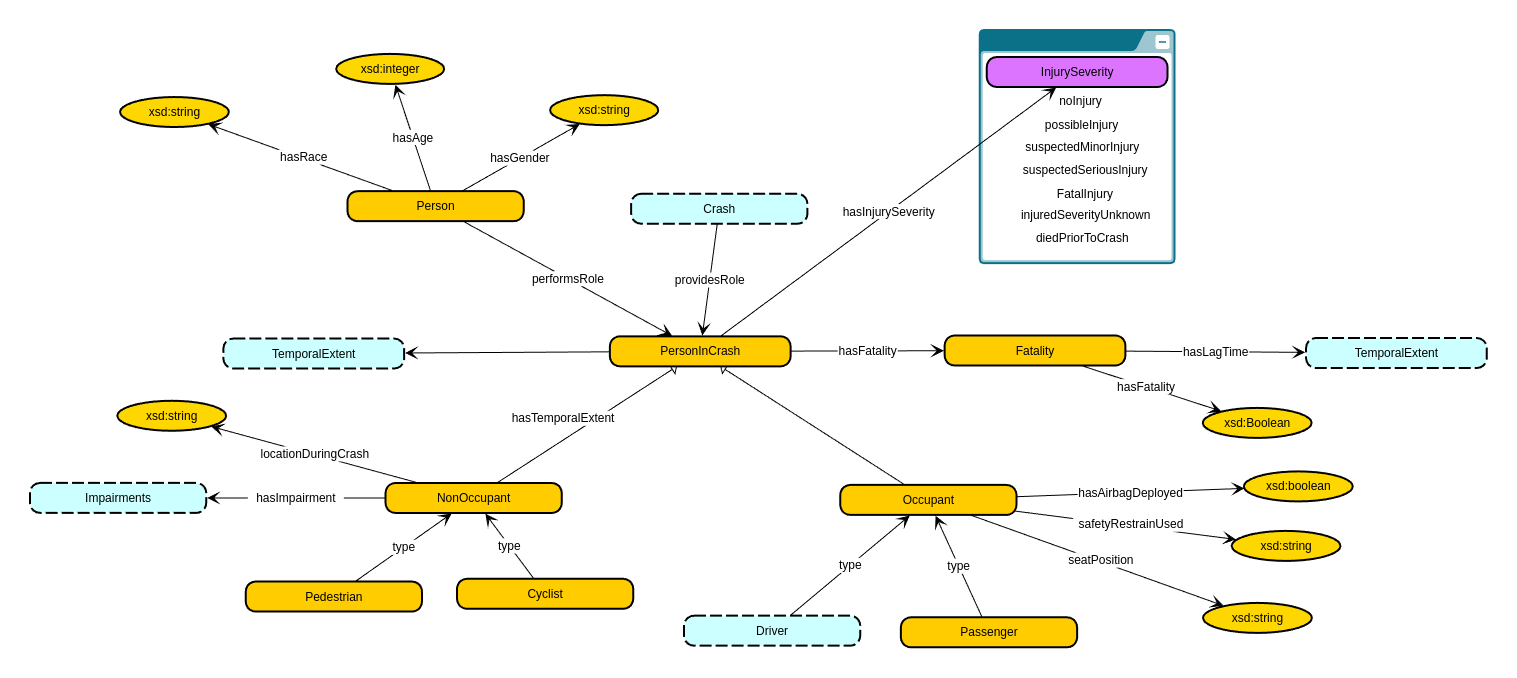 xsd:integer
InjurySeverity
xsd:string
xsd:string
noInjury
possibleInjury
hasAge
suspectedMinorInjury
hasRace
hasGender
suspectedSeriousInjury
FatalInjury
Person
Crash
hasInjurySeverity
injuredSeverityUnknown
diedPriorToCrash
performsRole
providesRole
TemporalExtent
PersonInCrash
hasFatality
Fatality
hasLagTime
TemporalExtent
hasFatality
xsd:string
hasTemporalExtent
xsd:Boolean
locationDuringCrash
Impairments
hasImpairment
NonOccupant
Occupant
hasAirbagDeployed
xsd:boolean
safetyRestrainUsed
type
type
xsd:string
seatPosition
type
type
Pedestrian
Cyclist
xsd:string
Driver
Passenger